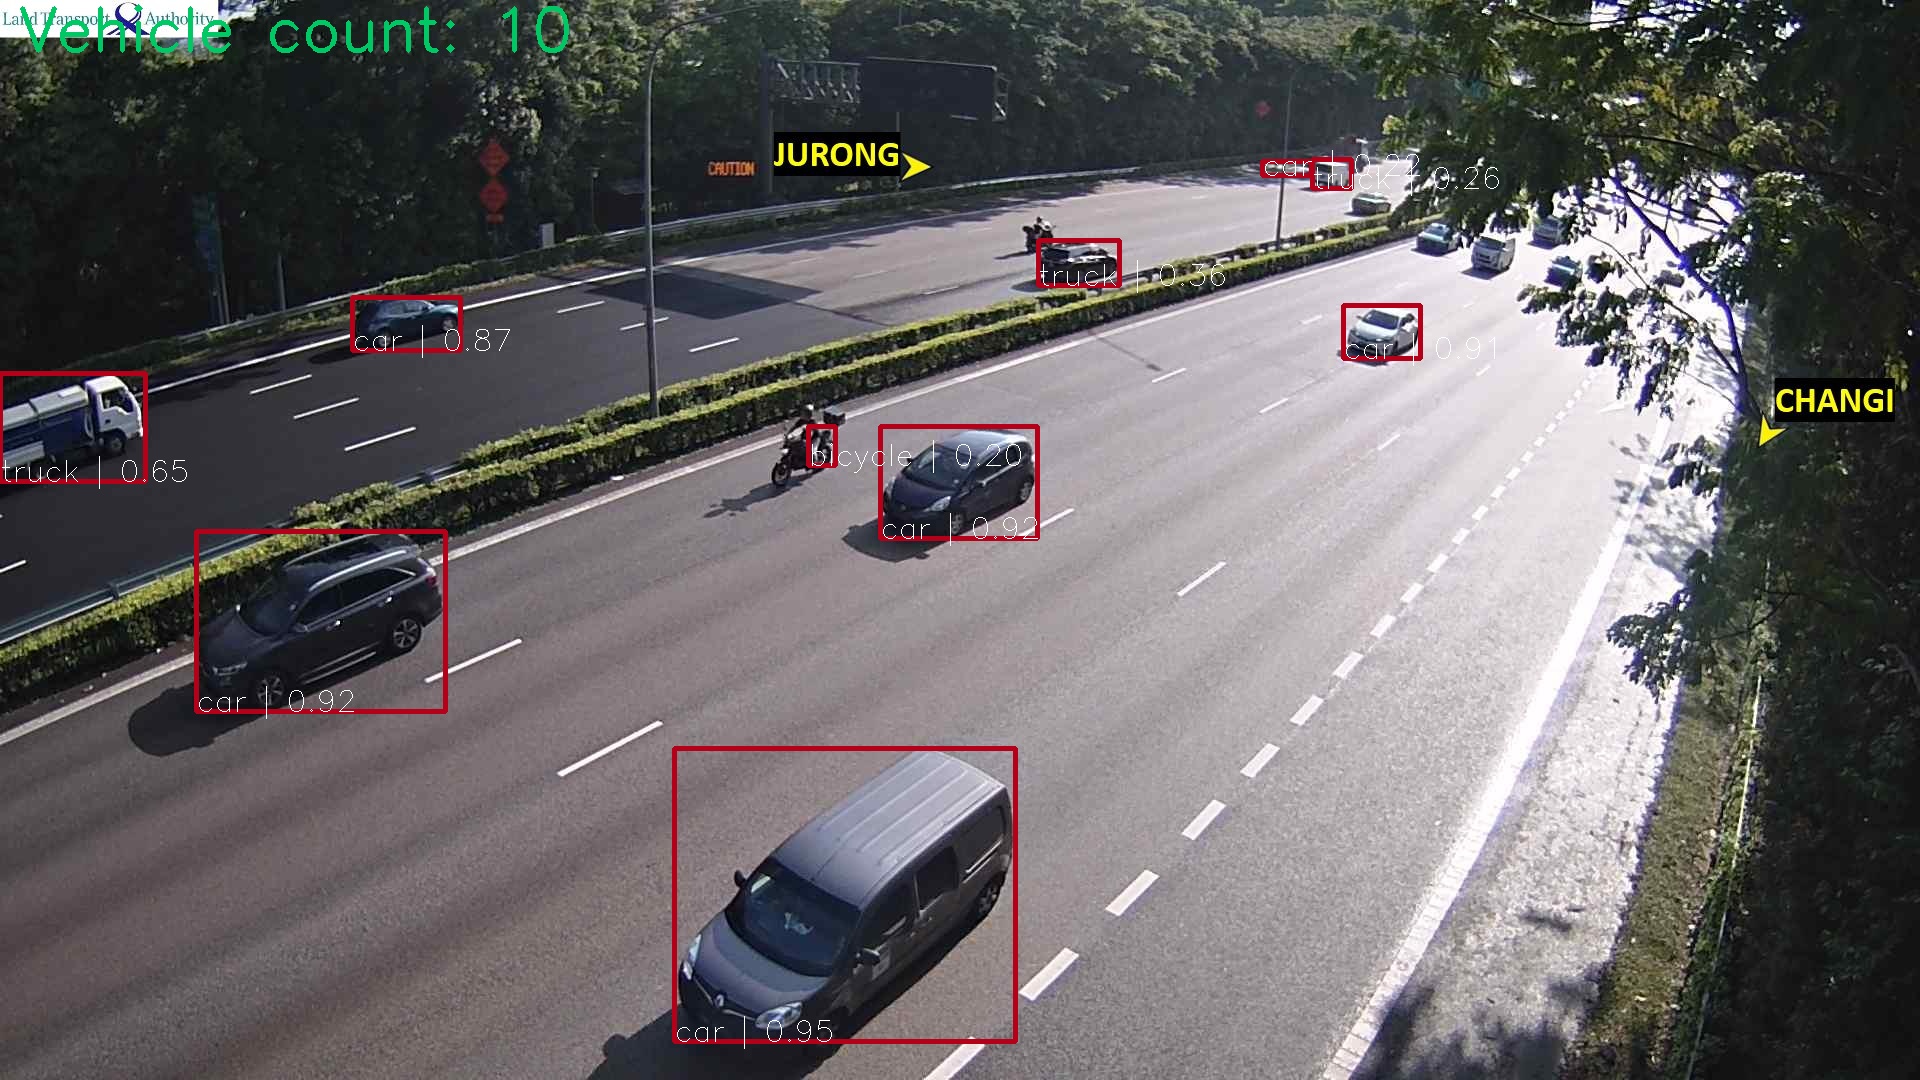 Land Transport Authority
Vehicle count: 10
CAUTION
JURONG
car | 0.22
truck | 0.26
truck | 0.36
car | 0.87
car | 0.91
CHANGI
truck | 0.65
bicycle | 0.20
car | 0.92
car | 0.92
car | 0.95